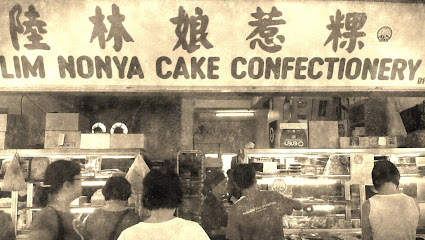 陸林娘惹粿
LIM NONYA CAKE CONFECTIONERY